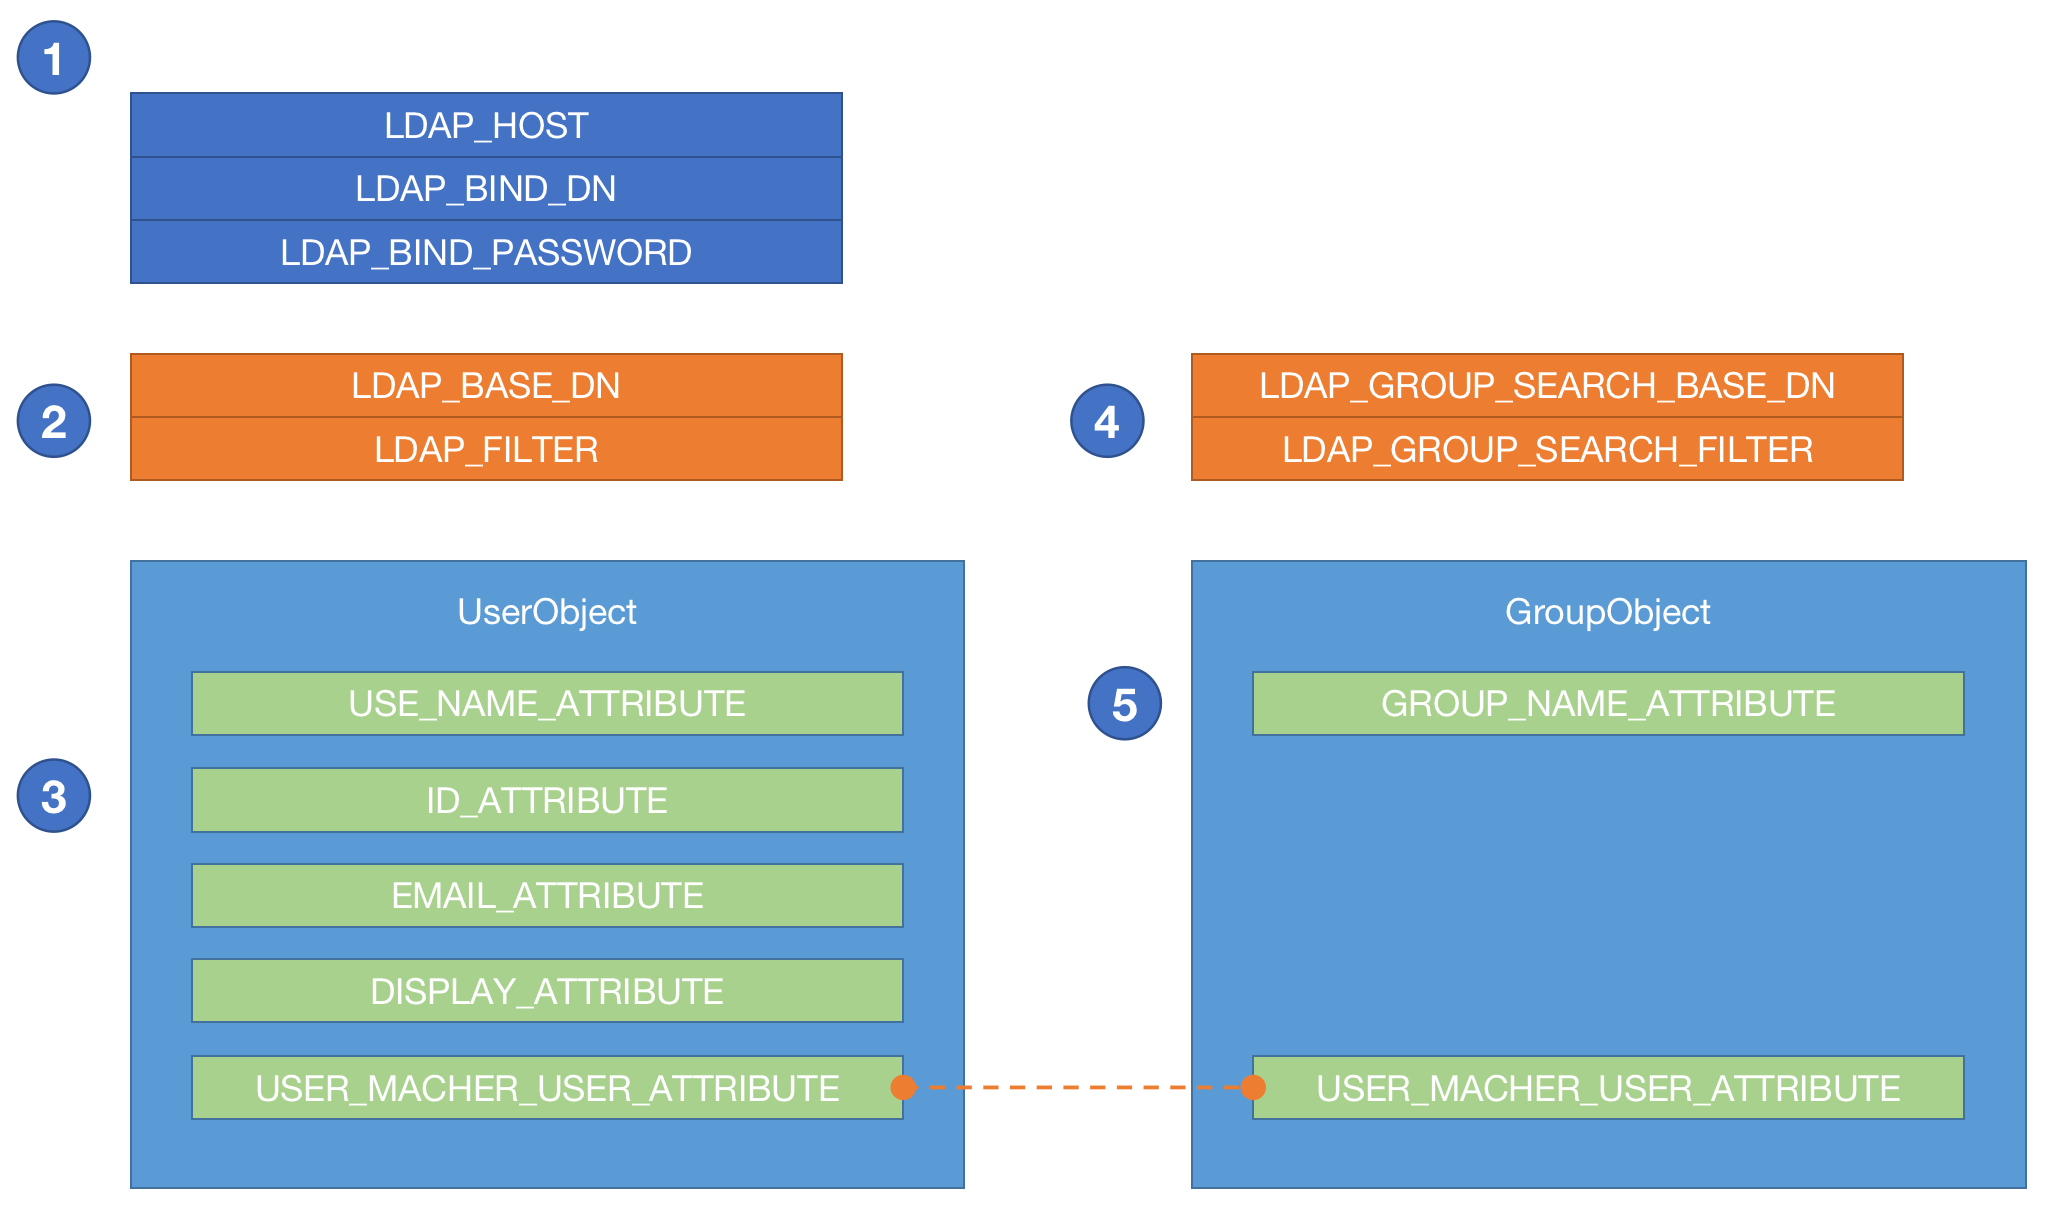 1
LDAP_HOST
LDAP_BIND_DN
LDAP_BIND_PASSWORD
2
LDAP_BASE_DN
LDAP_FILTER
4
LDAP_GROUP_SEARCH_BASE_DN
LDAP_GROUP_SEARCH_FILTER
3
UserObject
USE_NAME_ATTRIBUTE
ID_ATTRIBUTE
EMAIL_ATTRIBUTE
DISPLAY_ATTRIBUTE
USER_MACHER_USER_ATTRIBUTE
5
GroupObject
GROUP_NAME_ATTRIBUTE
USER_MACHER_USER_ATTRIBUTE